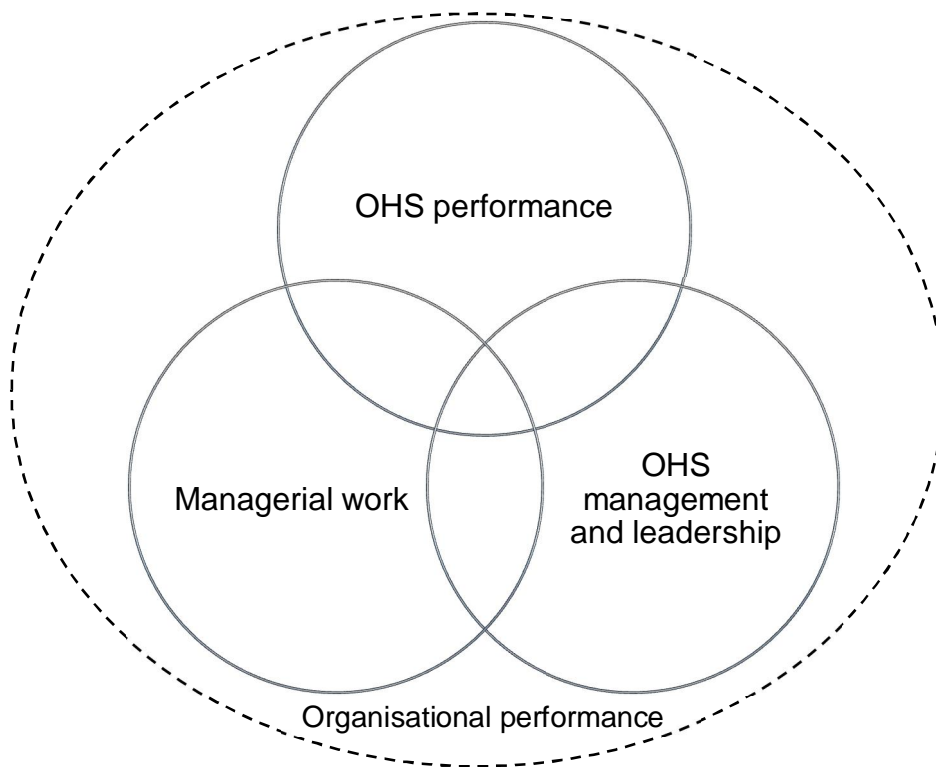 OHS performance
Managerial work
OHS
management
and leadership
Organisational performance